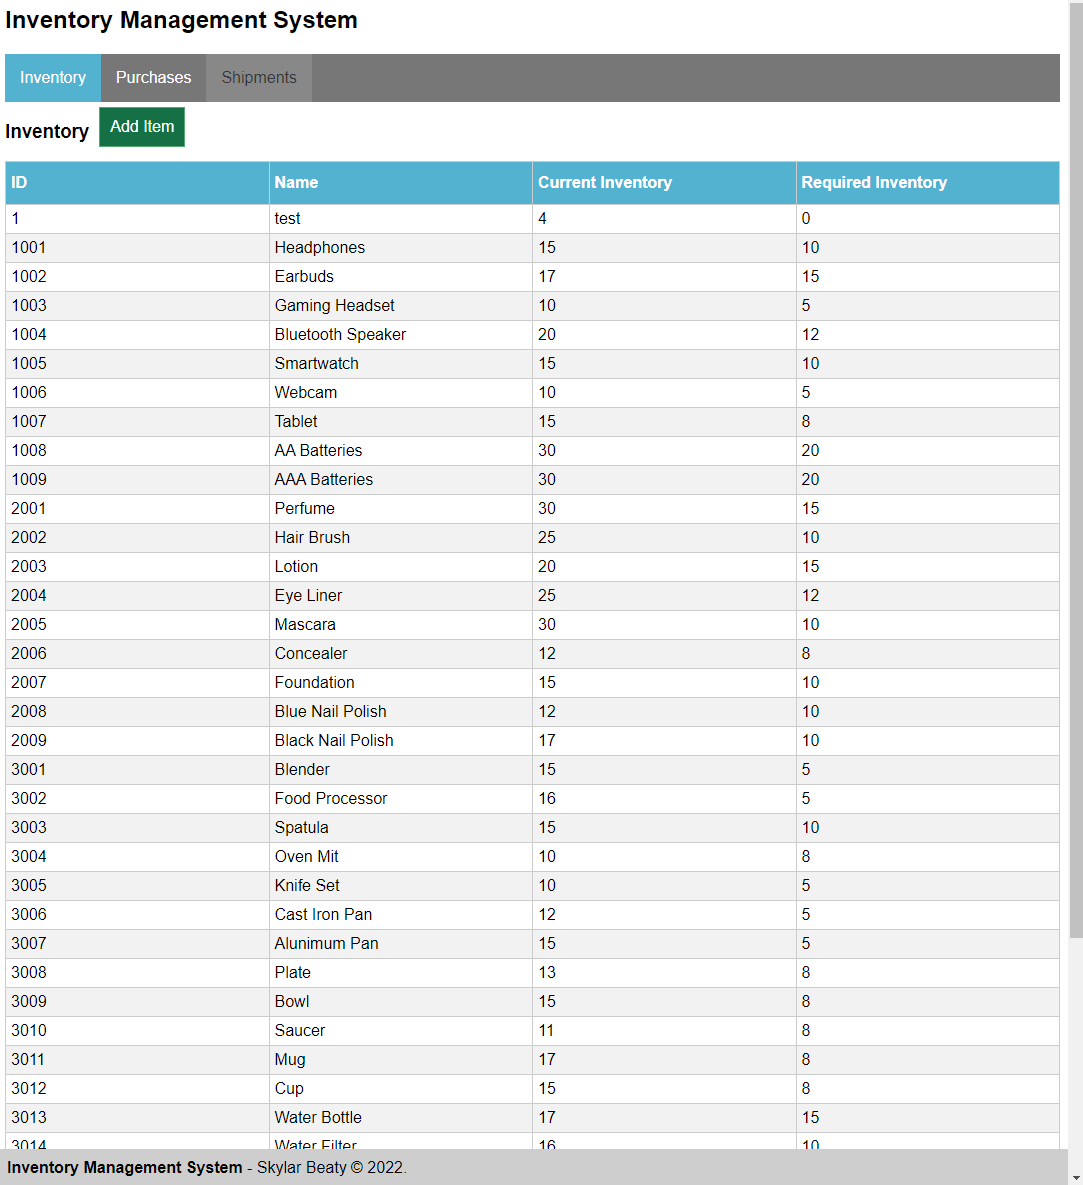 Inventory Management System
Inventory Purchases Shipments
Inventory Add Item
ID Name Current Inventory Required Inventory
1 test 4 0
1001 Headphones 15 10
1002 Earbuds 17 15
1003 Gaming Headset 10 5
1004 Bluetooth Speaker 20 12
1005 Smartwatch 15 10
1006 Webcam 10 5
1007 Tablet 15 8
1008 AA Batteries 30 20
1009 AAA Batteries 30 20
2001 Perfume 30 15
2002 Hair Brush 25 10
2003 Lotion 20 15
2004 Eye Liner 25 12
2005 Mascara 30 10
2006 Concealer 12 8
2007 Foundation 15 10
2008 Blue Nail Polish 12 10
2009 Black Nail Polish 17 10
3001 Blender 15 5
3002 Food Processor 16 5
3003 Spatula 15 10
3004 Oven Mit 10 8
3005 Knife Set 10 5
3006 Cast Iron Pan 12 5
3007 Alunimum Pan 15 5
3008 Plate 13 8
3009 Bowl 15 8
3010 Saucer 11 8
3011 Mug 17 8
3012 Cup 15 8
3013 Water Bottle 17 15
3014 Water Filter 16 10
Inventory Management System - Skylar Beaty © 2022.